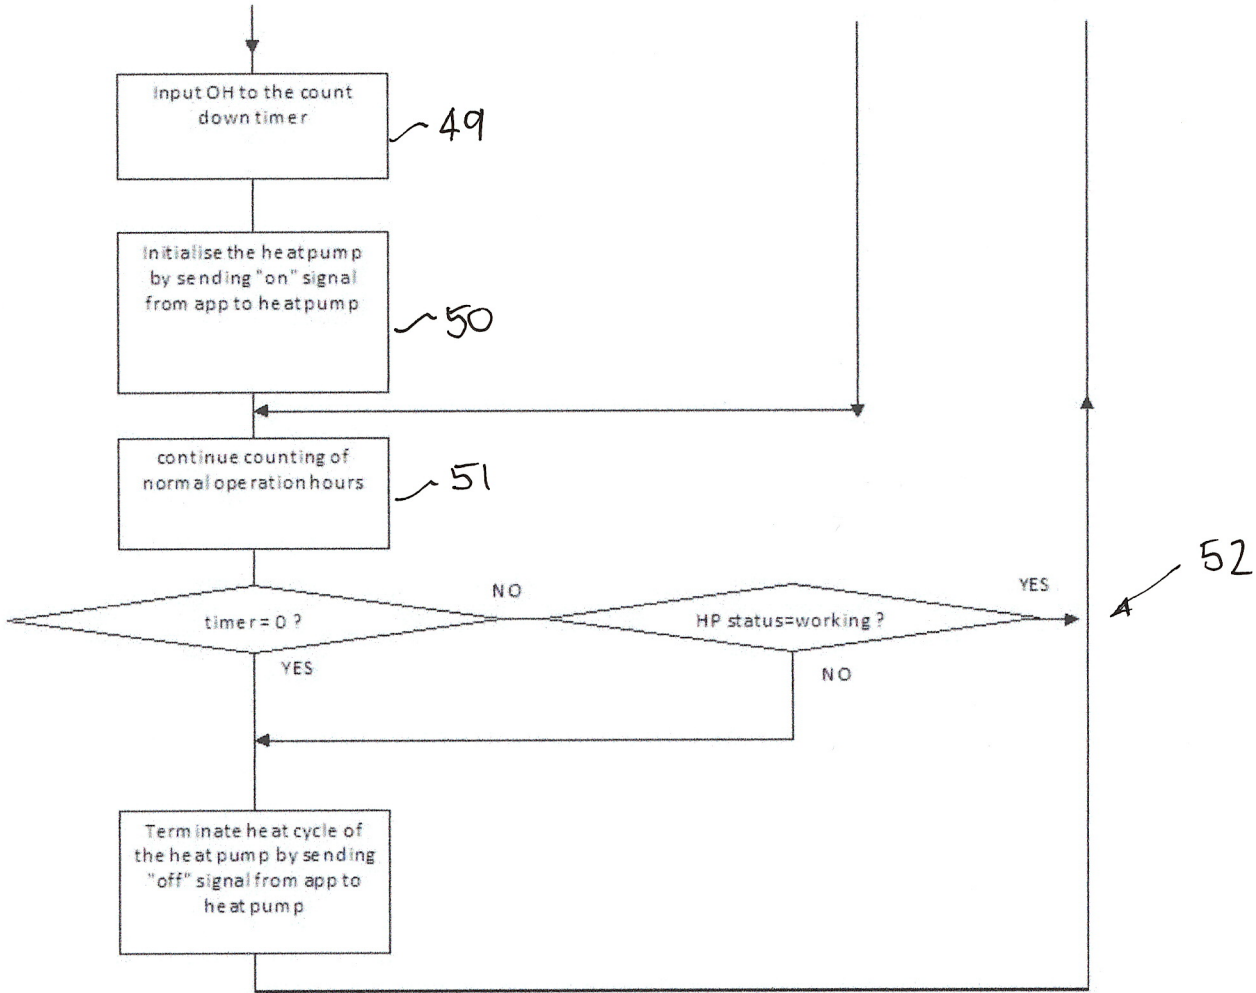 Input OH to the count
down timer
49
Initialise the heatpump
by sending "on" signal
from app to heatpump
50
continue counting of
normal operation hours
51
timer = 0 ?
NO
HP status=working ?
YES
52
YES
NO
Terminate heat cycle of
the heat pump by sending
"off" signal from app to
heatpump